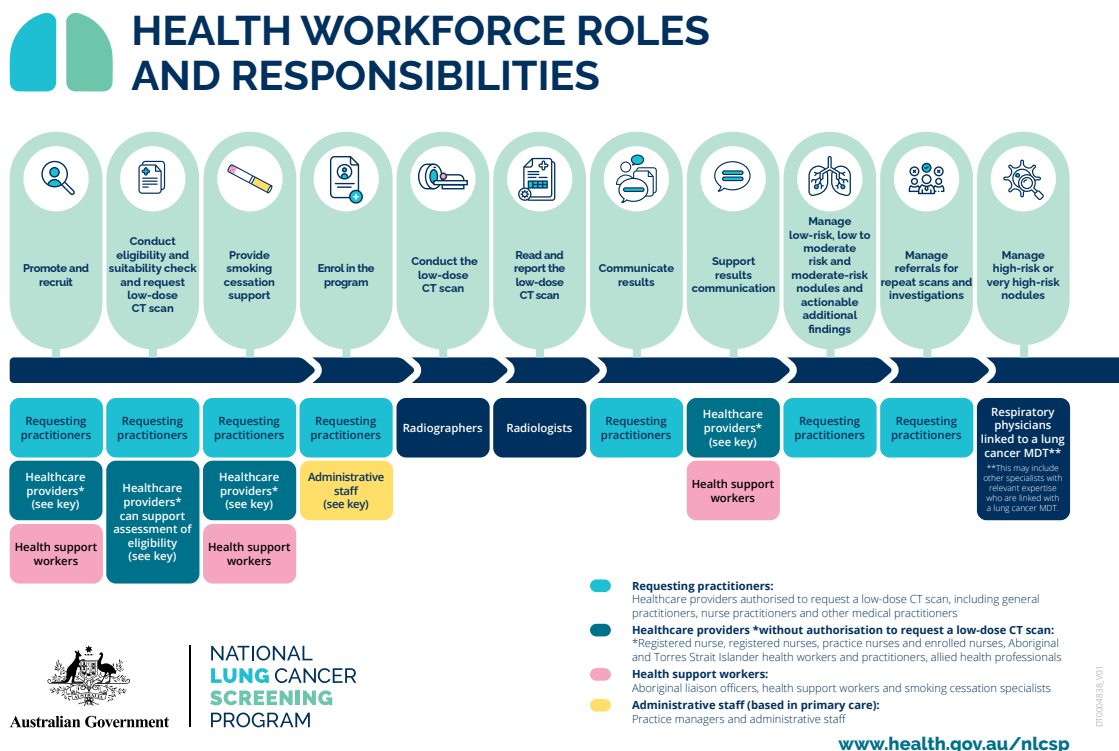 HEALTH WORKFORCE ROLES
AND RESPONSIBILITIES
Promote and
recruit
Conduct
eligibility and
suitability check
and request
low-dose
CT scan
Provide
smoking
cessation
support
Enrol in the
program
Conduct the
low-dose
CT scan
Read and
report the
low-dose
CT scan
Communicate
results
Support
results
communication
Manage
low-risk, low to
moderate
risk and
moderate-risk
nodules and
actionable
additional
findings
Manage
referrals for
repeat scans and
investigations
Manage
high-risk or
very high-risk
nodules
Requesting
practitioners
Healthcare
providers*
(see key)
Health support
workers
Requesting
practitioners
Healthcare
providers*
can support
assessment of
eligibility
(see key)
Requesting
practitioners
Healthcare
providers*
(see key)
Health support
workers
Requesting
practitioners
Administrative
staff
(see key)
Radiographers
Radiologists
Requesting
practitioners
Healthcare
providers*
(see key)
Health support
workers
Requesting
practitioners
Requesting
practitioners
Respiratory
physicians
linked to a lung
cancer MDT**
**This may include
other specialists with
relevant expertise
who are linked with
a lung cancer MDT.
Requesting practitioners:
Healthcare providers authorised to request a low-dose CT scan, including general
practitioners, nurse practitioners and other medical practitioners
Healthcare providers *without authorisation to request a low-dose CT scan:
*Registered nurse, registered nurses, practice nurses and enrolled nurses, Aboriginal
and Torres Strait Islander health workers and practitioners, allied health professionals
Health support workers:
Aboriginal liaison officers, health support workers and smoking cessation specialists
Administrative staff (based in primary care):
Practice managers and administrative staff
Australian Government
NATIONAL
LUNG CANCER
SCREENING
PROGRAM
www.health.gov.au/nlcsp
DT0004838_V01